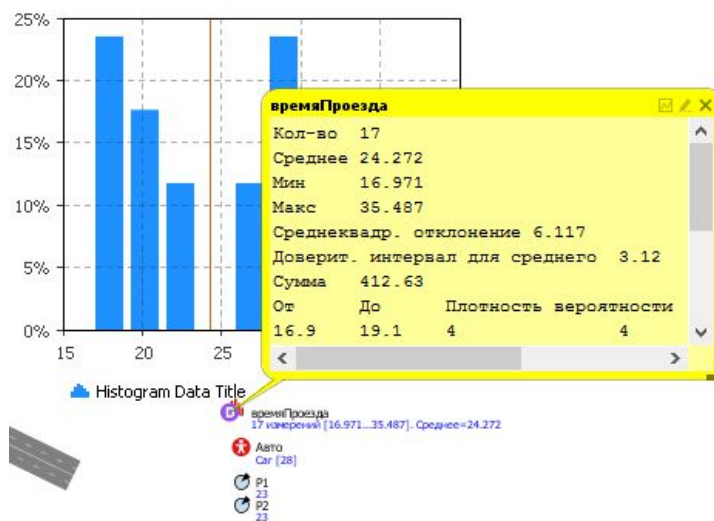 25%
20%
15%
10%
5%
0%
15
20
25
времяПроезда
Кол-во 17
Среднее 24.272
Мин 16.971
Макс 35.487
Среднеквадр. отклонение 6.117
Доверит. интервал для среднего 3.12
Сумма 412.63
От До Плотность вероятности
16.9 19.1 4 4
Histogram Data Title
времяПроезда
17 измерений [16.971...35.487]. Среднее=24.272
Авто
Car [28]
P1
23
P2
23